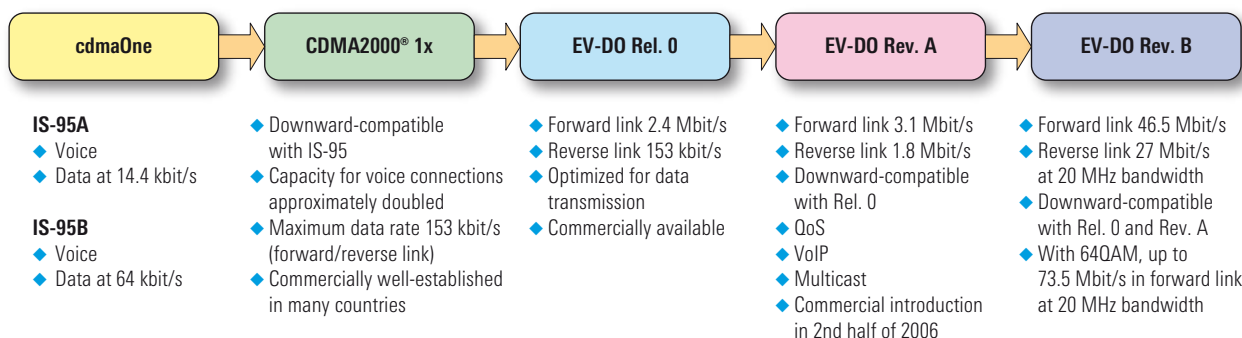 cdmaOne
CDMA2000® 1x
EV-DO Rel. 0
EV-DO Rev. A
EV-DO Rev. B
IS-95A
◆ Voice
◆ Data at 14.4 kbit/s
IS-95B
◆ Voice
◆ Data at 64 kbit/s
◆ Downward-compatible
with IS-95
◆ Capacity for voice connections
approximately doubled
◆ Maximum data rate 153 kbit/s
(forward/reverse link)
◆ Commercially well-established
in many countries
◆ Forward link 2.4 Mbit/s
◆ Reverse link 153 kbit/s
◆ Optimized for data
transmission
◆ Commercially available
◆ Forward link 3.1 Mbit/s
◆ Reverse link 1.8 Mbit/s
◆ Downward-compatible
with Rel. 0
◆ QoS
◆ VoIP
◆ Multicast
◆ Commercial introduction
in 2nd half of 2006
◆ Forward link 46.5 Mbit/s
◆ Reverse link 27 Mbit/s
at 20 MHz bandwidth
◆ Downward-compatible
with Rel. 0 and Rev. A
◆ With 64QAM, up to
73.5 Mbit/s in forward link
at 20 MHz bandwidth